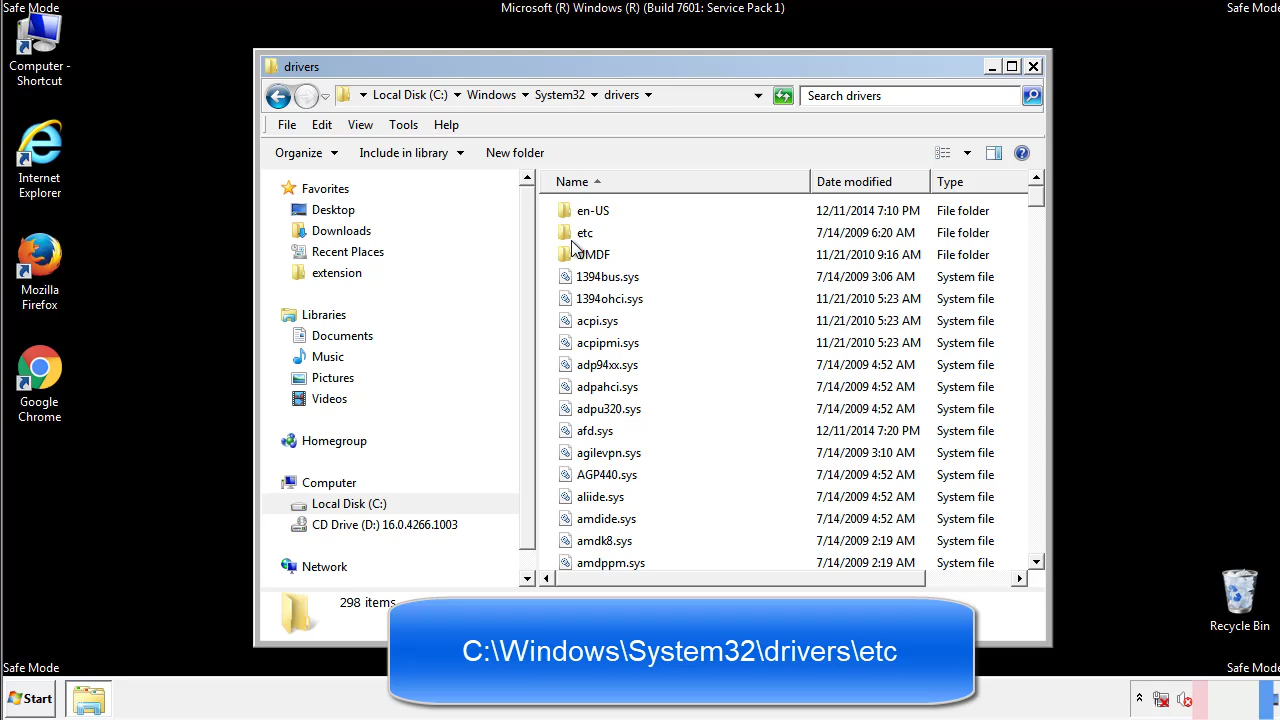 Safe Mode
Microsoft (R) Windows (R) (Build 7601: Service Pack 1)
Safe Mode
Computer -
Shortcut
Internet
Explorer
Mozilla
Firefox
Google
Chrome
drivers
Local Disk (C:) Windows System32 drivers
Search drivers
File Edit View Tools Help
Organize Include in library New folder
Favorites
Desktop
Downloads
Recent Places
extension
Libraries
Documents
Music
Pictures
Videos
Homegroup
Computer
Local Disk (C:)
CD Drive (D:) 16.0.4266.1003
Network
Name Date modified Type
en-US 12/11/2014 7:10 PM File folder
etc 7/14/2009 6:20 AM File folder
UMDF 11/21/2010 9:16 AM File folder
1394bus.sys 7/14/2009 3:06 AM System file
1394ohci.sys 11/21/2010 5:23 AM System file
acpi.sys 11/21/2010 5:23 AM System file
acpipmi.sys 11/21/2010 5:23 AM System file
adp94xx.sys 7/14/2009 4:52 AM System file
adpahci.sys 7/14/2009 4:52 AM System file
adpu320.sys 7/14/2009 4:52 AM System file
afd.sys 12/11/2014 7:20 PM System file
agilevpn.sys 7/14/2009 3:10 AM System file
AGP440.sys 7/14/2009 4:52 AM System file
aliide.sys 7/14/2009 4:52 AM System file
amdide.sys 7/14/2009 4:52 AM System file
amdk8.sys 7/14/2009 2:19 AM System file
amdppm.sys 7/14/2009 2:19 AM System file
298 items
C:\Windows\System32\drivers\etc
Recycle Bin
Safe Mode
Safe Mode
Start